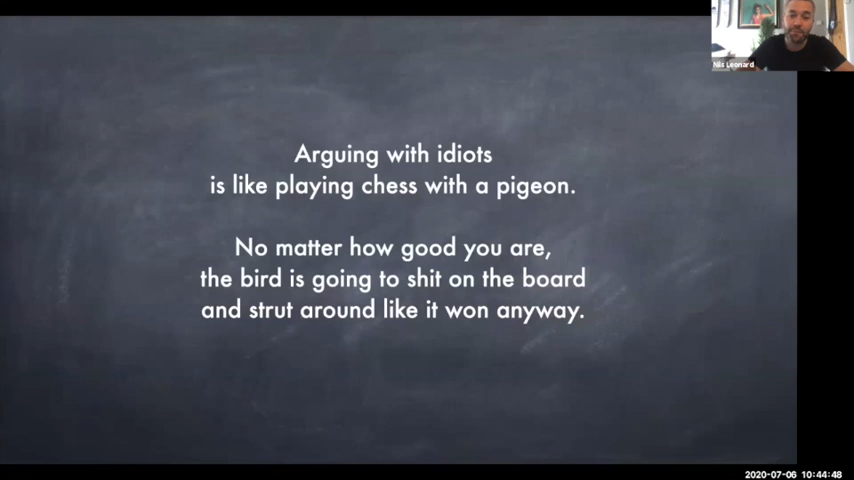 Nils Leonard
Arguing with idiots
is like playing chess with a pigeon.
No matter how good you are,
the bird is going to shit on the board
and strut around like it won anyway.
2020-07-06 10:44:48